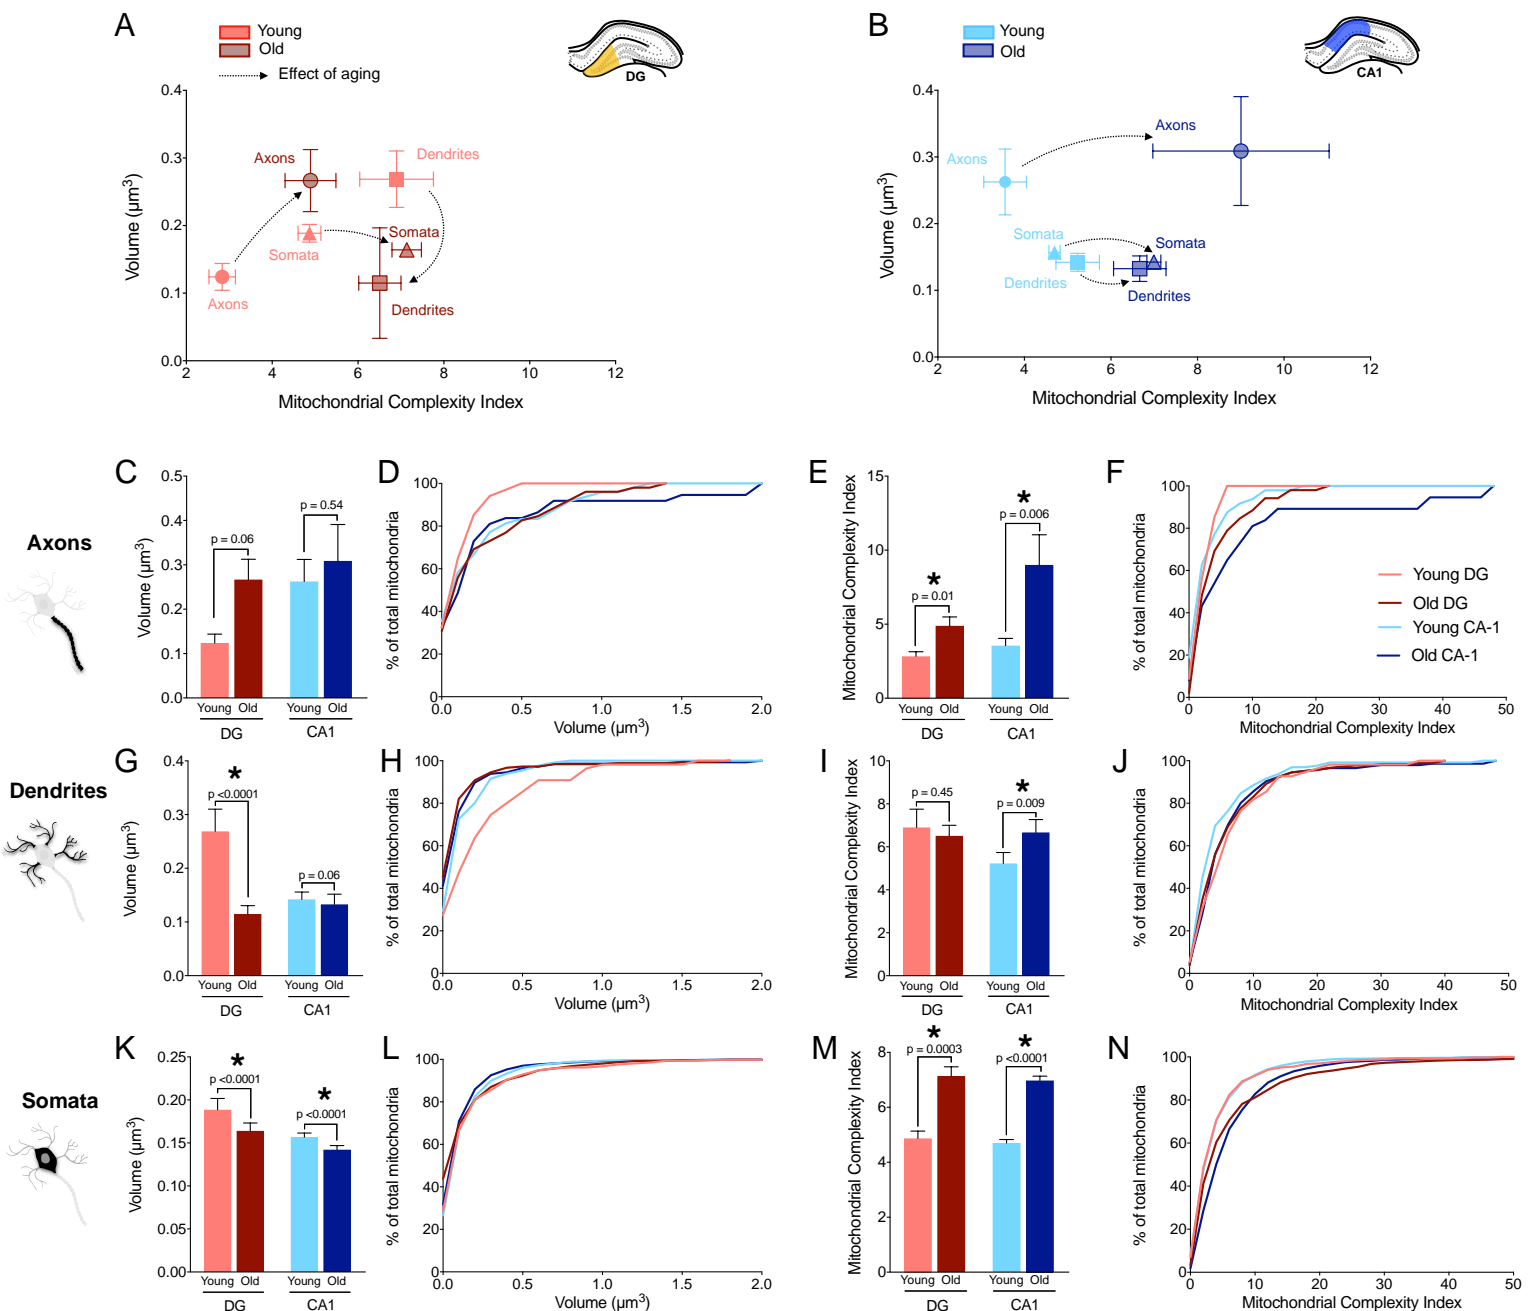 A
Young
Old
Effect of aging
DG
B
Young
Old
CA1
0.4
0.3
0.2
0.1
0.0
Volume (μm³)
Axons
Dendrites
Somata
Somata
Axons
Dendrites
2
4
6
8
10
12
Mitochondrial Complexity Index
0.4
0.3
0.2
0.1
0.0
Volume (μm³)
Axons
Axons
Somata
Somata
Dendrites
Dendrites
2
4
6
8
10
12
Mitochondrial Complexity Index
Axons
C
0.5
0.4
0.3
0.2
0.1
0.0
Volume (μm³)
p = 0.06
p = 0.54
Young Old Young Old
DG CA1
D
100
80
60
40
20
0
% of total mitochondria
0.0 0.5 1.0 1.5 2.0
Volume (μm³)
E
15
10
5
0
Mitochondrial Complexity Index
*
p = 0.01
*
p = 0.006
Young Old Young Old
DG CA1
F
100
80
60
40
20
0
% of total mitochondria
Young DG
Old DG
Young CA-1
Old CA-1
0 10 20 30 40 50
Mitochondrial Complexity Index
Dendrites
G
0.4
0.3
0.2
0.1
0.0
Volume (μm³)
*
p <0.0001
p = 0.06
Young Old Young Old
DG CA1
H
100
80
60
40
20
0
% of total mitochondria
0.0 0.5 1.0 1.5 2.0
Volume (μm³)
I
10
8
6
4
2
0
Mitochondrial Complexity Index
p = 0.45
*
p = 0.009
Young Old Young Old
DG CA1
J
100
80
60
40
20
0
% of total mitochondria
0 10 20 30 40 50
Mitochondrial Complexity Index
Somata
K
0.25
0.20
0.15
0.10
0.05
0.00
Volume (μm³)
*
p <0.0001
*
p <0.0001
Young Old Young Old
DG CA1
L
100
80
60
40
20
0
% of total mitochondria
0.0 0.5 1.0 1.5 2.0
Volume (μm³)
M
8
6
4
2
0
Mitochondrial Complexity Index
*
p = 0.0003
*
p <0.0001
Young Old Young Old
DG CA1
N
100
80
60
40
20
0
% of total mitochondria
0 10 20 30 40 50
Mitochondrial Complexity Index